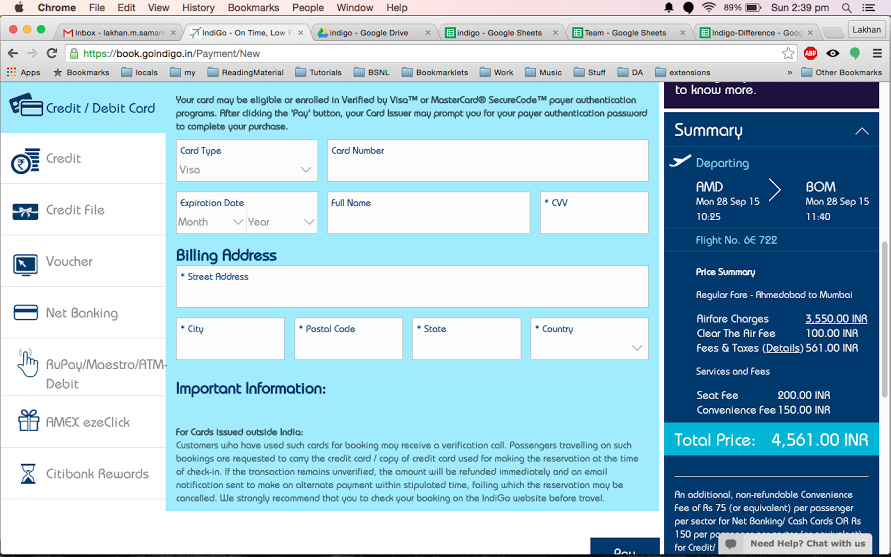 Chrome File Edit View History Bookmarks People Window Help 89% Sun 2:39 pm
Inbox - lakhan.m.saman IndiGo - On Time, Low F indigo - Google Drive indigo - Google Sheets Team - Google Sheets Indigo-Difference - Goog Lakhan
https://book.goindigo.in/Payment/New ABP
Apps Bookmarks locals my ReadingMaterial Tutorials BSNL Bookmarklets Work Music Stuff DA extensions » Other Bookmarks
Credit / Debit Card
Credit
Credit File
Voucher
Net Banking
RuPay/Maestro/ATM-
Debit
AMEX ezeClick
Citibank Rewards
Your card may be eligible or enrolled in Verified by Visa™ or MasterCard® SecureCode™ payer authentication
programs. After clicking the 'Pay' button, your Card Issuer may prompt you for your payer authentication password
to complete your purchase.
Card Type Card Number
Visa
Expiration Date Full Name * CVV
Month Year
Billing Address
* Street Address
* City * Postal Code * State * Country
Important Information:
For Cards issued outside India:
Customers who have used such cards for booking may receive a verification call. Passengers travelling on such
bookings are requested to carry the credit card / copy of credit card used for making the reservation at the time
of check-in. If the transaction remains unverified, the amount will be refunded immediately and an email
notification sent to make an alternate payment within stipulated time, failing which the reservation may be
cancelled. We strongly recommend that you to check your booking on the IndiGo website before travel.
Pay
to know more.
Summary
Departing
AMD BOM
Mon 28 Sep 15 Mon 28 Sep 15
10:25 11:40
Flight No. 6E 722
Price Summary
Regular Fare - Ahmedabad to Mumbai
Airfare Charges 3,550.00 INR
Clear The Air Fee 100.00 INR
Fees & Taxes (Details) 561.00 INR
Services and Fees
Seat Fee 200.00 INR
Convenience Fee 150.00 INR
Total Price: 4,561.00 INR
An additional, non-refundable Convenience
Fee of Rs 75 (or equivalent) per passenger
per sector for Net Banking/ Cash Cards OR Rs
150 per
for Credit/
Need Help? Chat with us